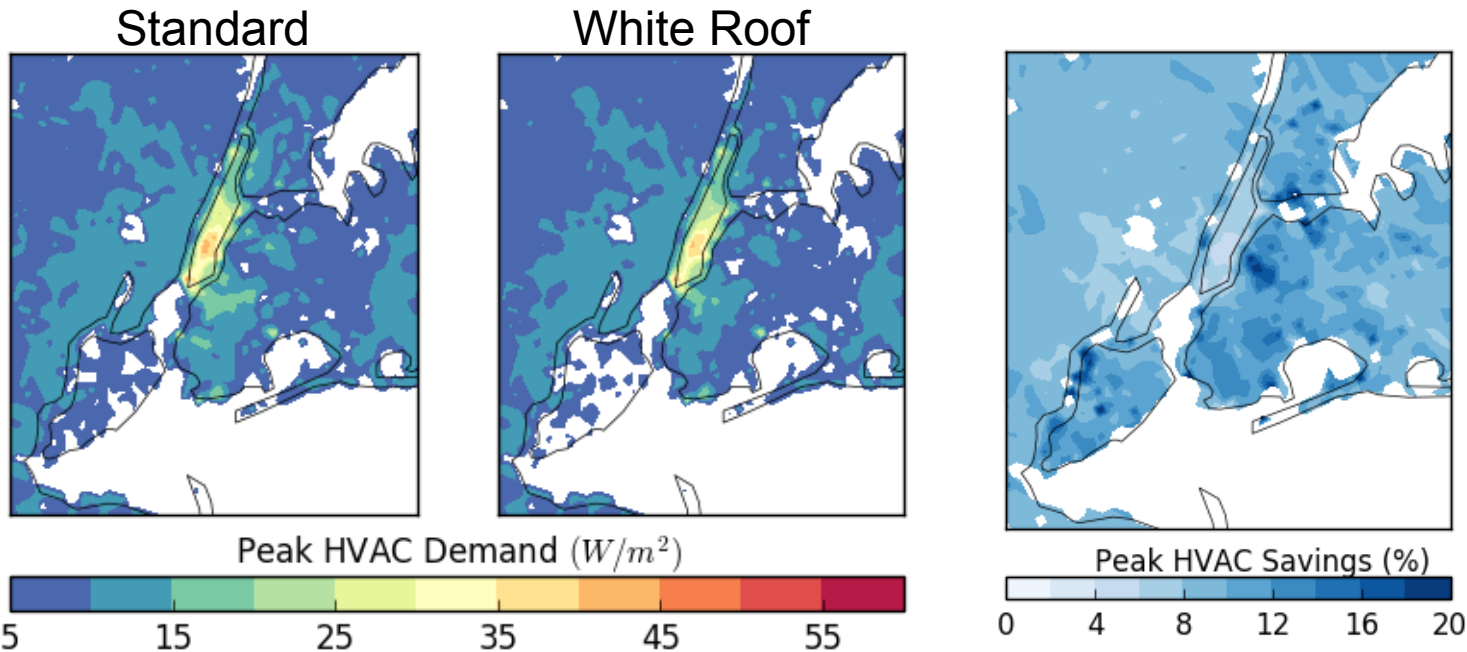 Standard
White Roof
Peak HVAC Demand (W/m²)
5 15 25 35 45 55
Peak HVAC Savings (%)
0 4 8 12 16 20